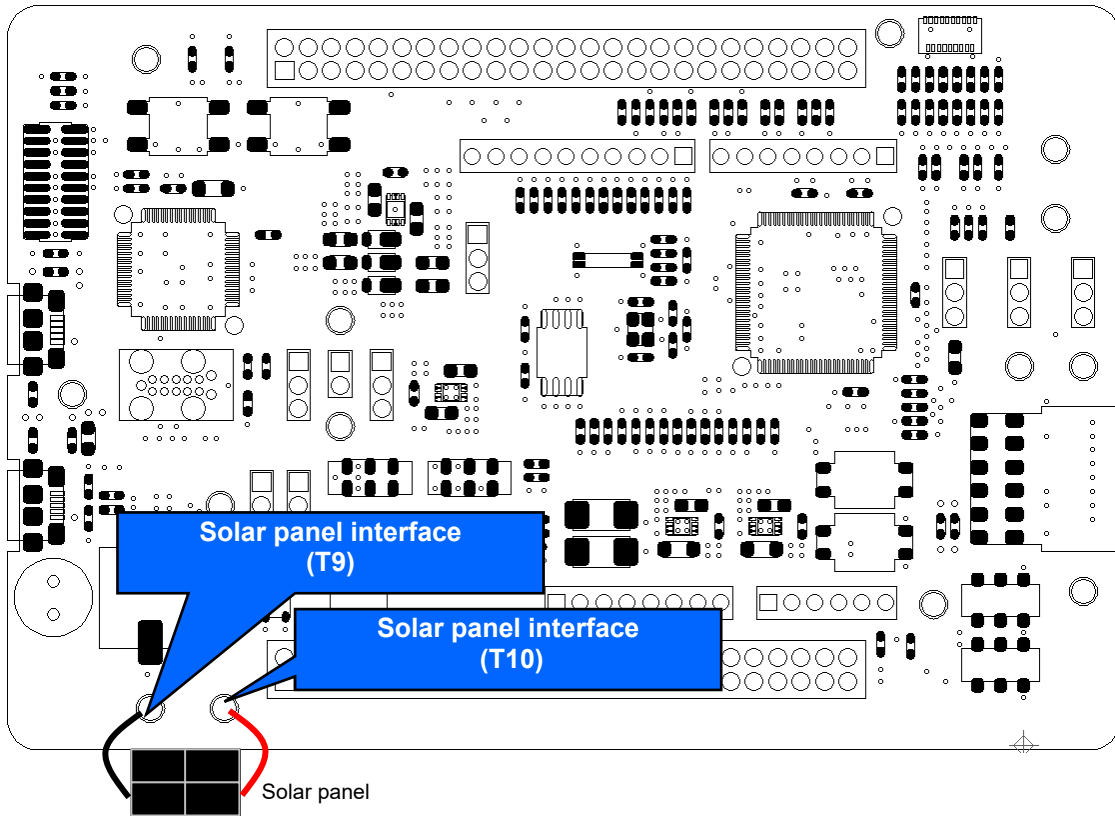 Solar panel interface
(T9)
Solar panel interface
(T10)
Solar panel